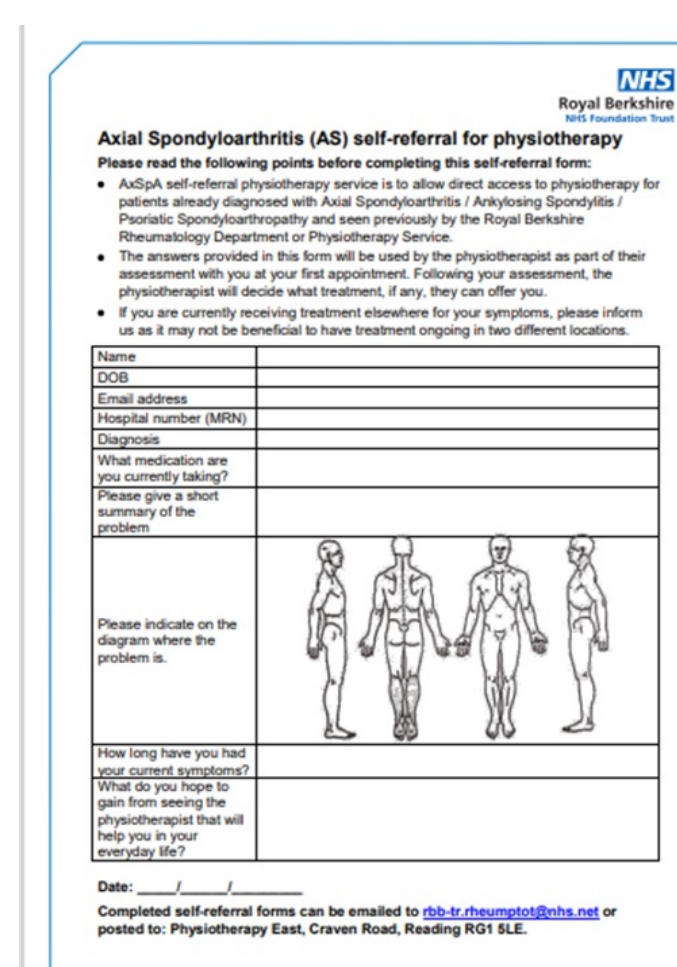 NHS
Royal Berkshire
NHS Foundation Trust
Axial Spondyloarthritis (AS) self-referral for physiotherapy
Please read the following points before completing this self-referral form:
• AxSpA self-referral physiotherapy service is to allow direct access to physiotherapy for
patients already diagnosed with Axial Spondyloarthritis / Ankylosing Spondylitis /
Psoriatic Spondyloarthropathy and seen previously by the Royal Berkshire
Rheumatology Department or Physiotherapy Service.
• The answers provided in this form will be used by the physiotherapist as part of their
assessment with you at your first appointment. Following your assessment, the
physiotherapist will decide what treatment, if any, they can offer you.
• If you are currently receiving treatment elsewhere for your symptoms, please inform
us as it may not be beneficial to have treatment ongoing in two different locations.
Name
DOB
Email address
Hospital number (MRN)
Diagnosis
What medication are
you currently taking?
Please give a short
summary of the
problem
Please indicate on the
diagram where the
problem is.
How long have you had
your current symptoms?
What do you hope to
gain from seeing the
physiotherapist that will
help you in your
everyday life?
Date: _____/______/_________
Completed self-referral forms can be emailed to rbb-tr.rheumptot@nhs.net or
posted to: Physiotherapy East, Craven Road, Reading RG1 5LE.